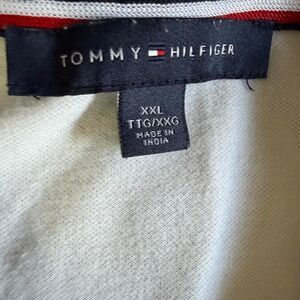 TOMMY HILFIGER
XXL
TTG/XXG
MADE IN
INDIA